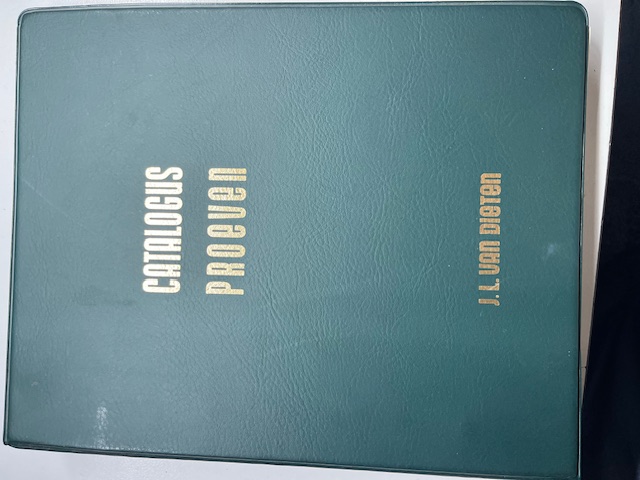 CATALOGUS
PROEVEN
J.L. VAN DIETEN